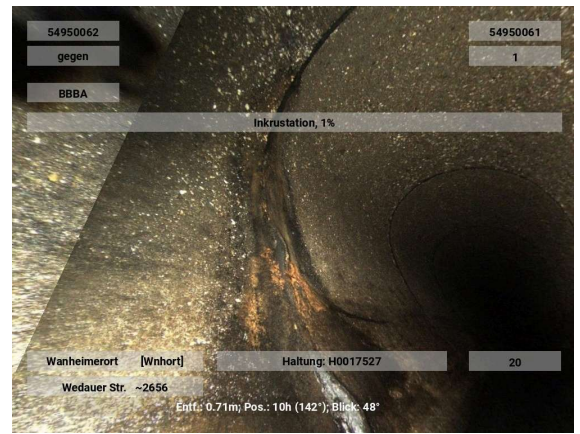 54950062 54950061
gegen 1
BBBA
Inkrustation, 1%
Wanheimerort [Wnhort] Haltung: H0017527 20
Wedauer Str. ~2656
Entf.: 0.71m; Pos.: 10h (142°); Blick: 48°